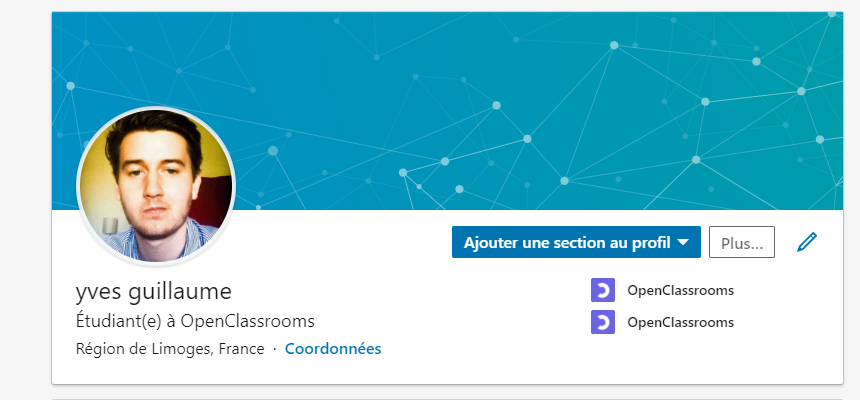 Ajouter une section au profil
Plus...
yves guillaume
Étudiant(e) à OpenClassrooms
Région de Limoges, France · Coordonnées
OpenClassrooms
OpenClassrooms